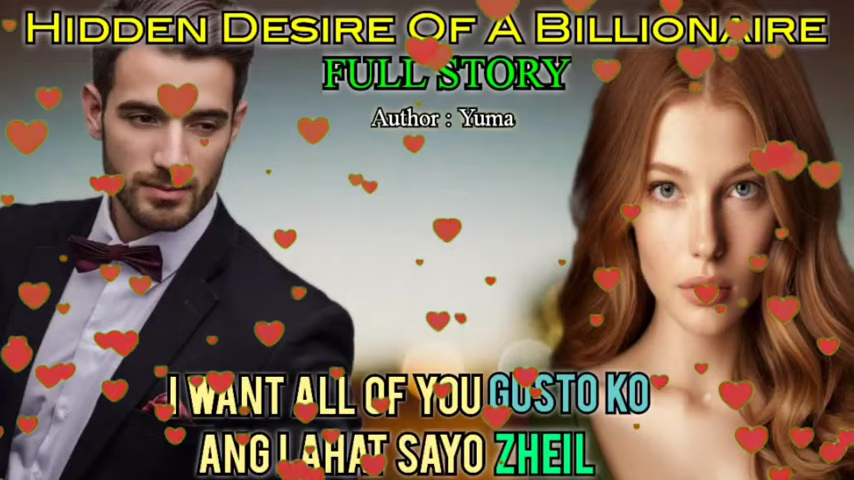 HIDDEN DESIRE OF A BILLIONAIRE
FULL STORY
Author : Yuma
I WANT ALL OF YOU GUSTO KO
ANG LAHAT SAYO ZHEIL